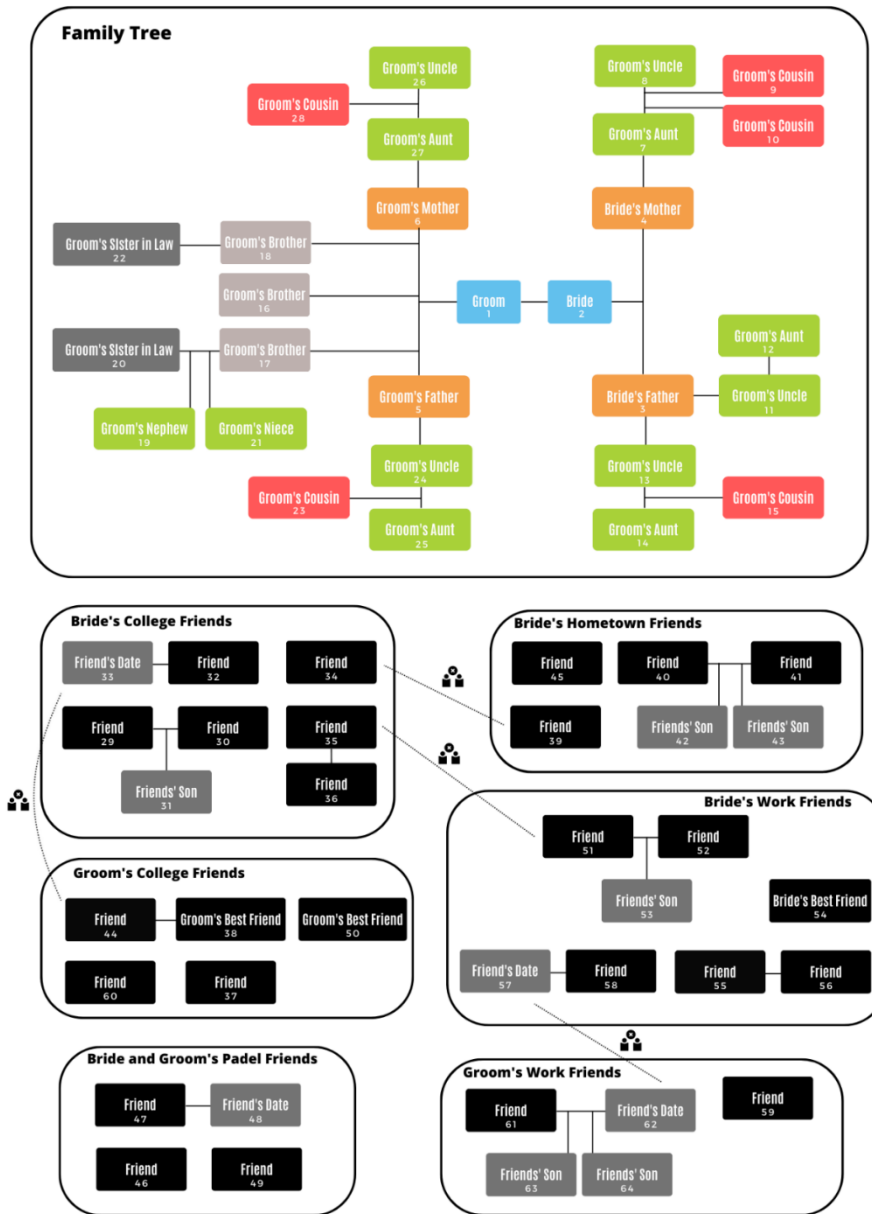 Family Tree
Groom's Uncle
26
Groom's Cousin
28
Groom's Aunt
27
Groom's Mother
6
Groom's SIster in Law
22
Groom's Brother
18
Groom's Brother
16
Groom's SIster in Law
20
Groom's Brother
17
Groom's Nephew
19
Groom's Niece
21
Groom's Father
5
Groom's Uncle
24
Groom's Cousin
23
Groom's Aunt
25
Groom
1
Bride
2
Groom's Uncle
8
Groom's Cousin
9
Groom's Cousin
10
Groom's Aunt
7
Bride's Mother
4
Groom's Aunt
12
Bride's Father
3
Groom's Uncle
11
Groom's Uncle
13
Groom's Cousin
15
Groom's Aunt
14
Bride's College Friends
Friend's Date
33
Friend
32
Friend
34
Friend
29
Friend
30
Friend
35
Friends' Son
31
Friend
36
Bride's Hometown Friends
Friend
45
Friend
40
Friend
41
Friend
39
Friends' Son
42
Friends' Son
43
Groom's College Friends
Friend
44
Groom's Best Friend
38
Groom's Best Friend
50
Friend
60
Friend
37
Bride's Work Friends
Friend
51
Friend
52
Friends' Son
53
Bride's Best Friend
54
Friend's Date
57
Friend
58
Friend
55
Friend
56
Bride and Groom's Padel Friends
Friend
47
Friend's Date
48
Friend
46
Friend
49
Groom's Work Friends
Friend
61
Friend's Date
62
Friend
59
Friends' Son
63
Friends' Son
64